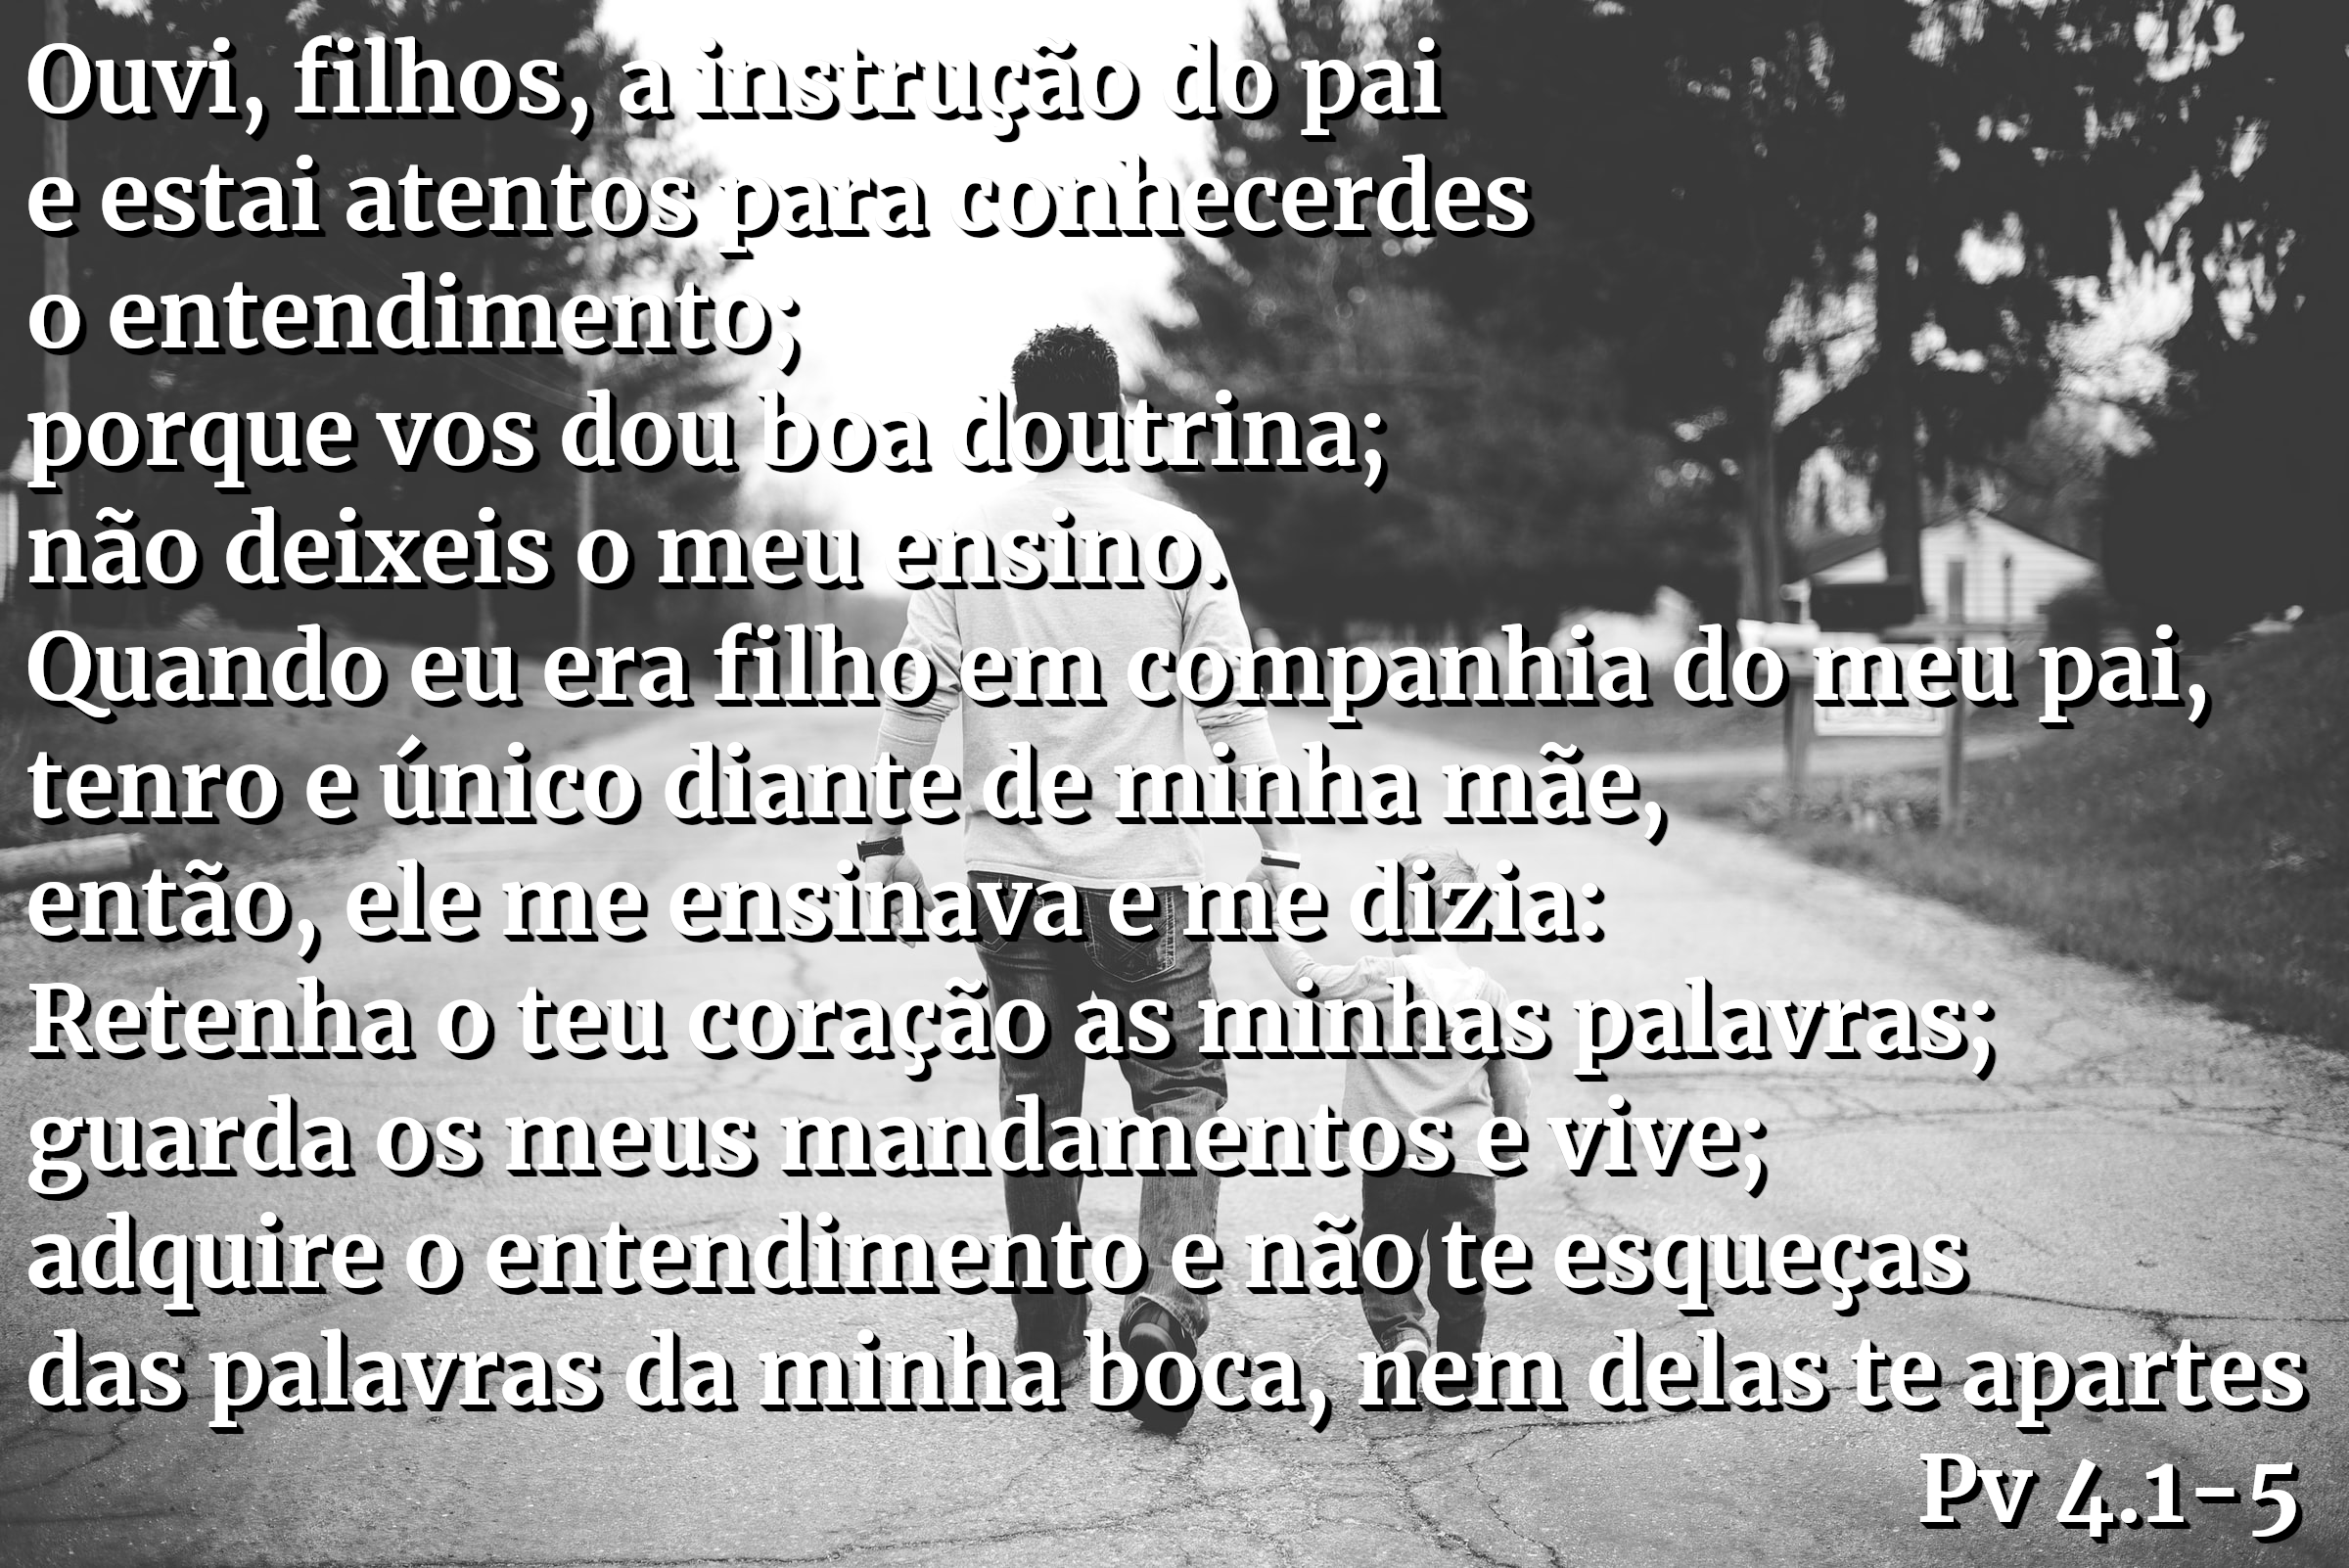 Ouvi, filhos, a instrução do pai
e estai atentos para conhecerdes
o entendimento;
porque vos dou boa doutrina;
não deixeis o meu ensino.
Quando eu era filho em companhia do meu pai,
tenro e único diante de minha mãe,
então, ele me ensinava e me dizia:
Retenha o teu coração as minhas palavras;
guarda os meus mandamentos e vive;
adquire o entendimento e não te esqueças
das palavras da minha boca, nem delas te apartes
Pv 4.1-5